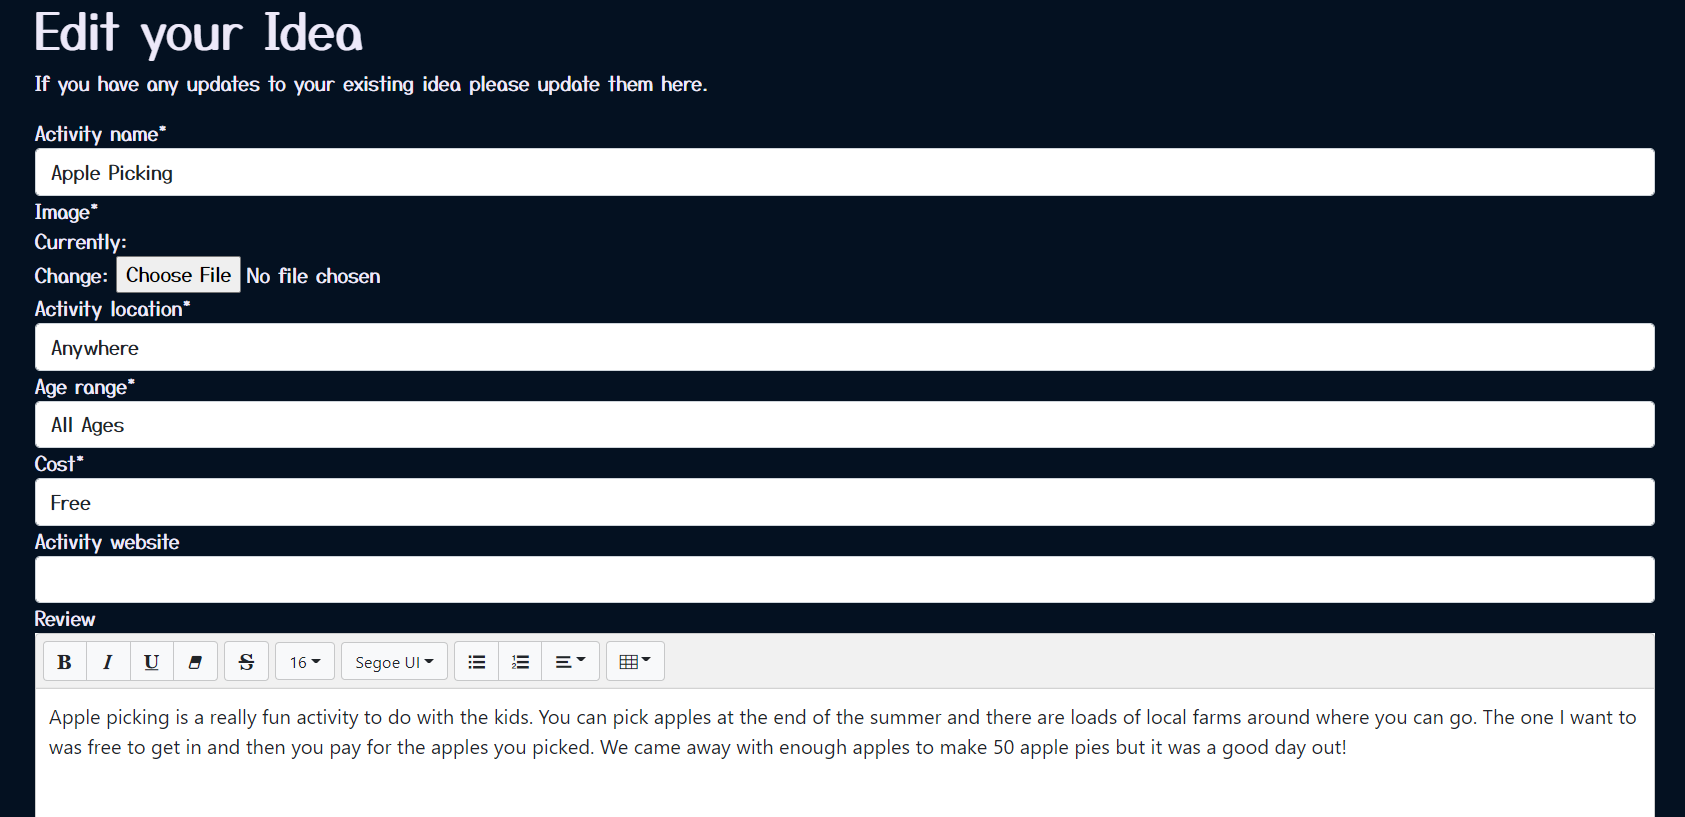 Edit your Idea
If you have any updates to your existing idea please update them here.
Activity name*
Apple Picking
Image*
Currently:
Change: Choose File No file chosen
Activity location*
Anywhere
Age range*
All Ages
Cost*
Free
Activity website
Review
B I U S 16 Segoe UI
Apple picking is a really fun activity to do with the kids. You can pick apples at the end of the summer and there are loads of local farms around where you can go. The one I want to
was free to get in and then you pay for the apples you picked. We came away with enough apples to make 50 apple pies but it was a good day out!